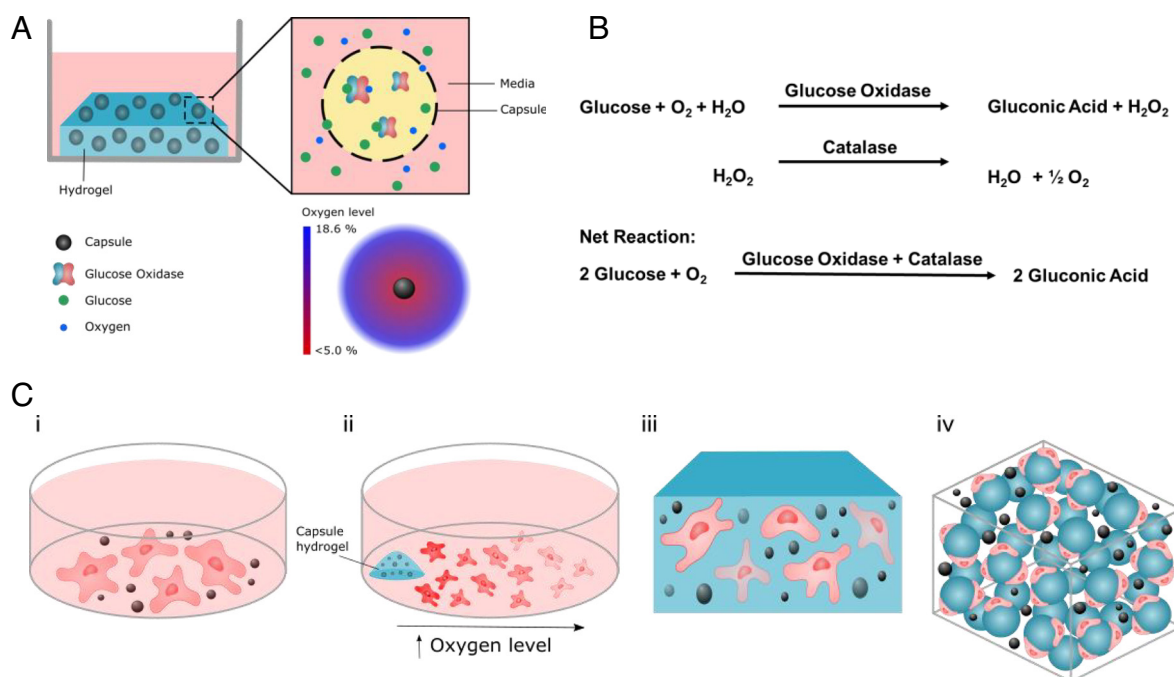 A
Media
Capsule
Hydrogel
Capsule
Glucose Oxidase
Glucose
Oxygen
Oxygen level
18.6 %
<5.0 %
B
Glucose + O₂ + H₂O
Glucose Oxidase
Gluconic Acid + H₂O₂
H₂O₂
Catalase
H₂O + ½ O₂
Net Reaction:
2 Glucose + O₂
Glucose Oxidase + Catalase
2 Gluconic Acid
C
i
ii
Capsule
hydrogel
↑ Oxygen level
iii
iv